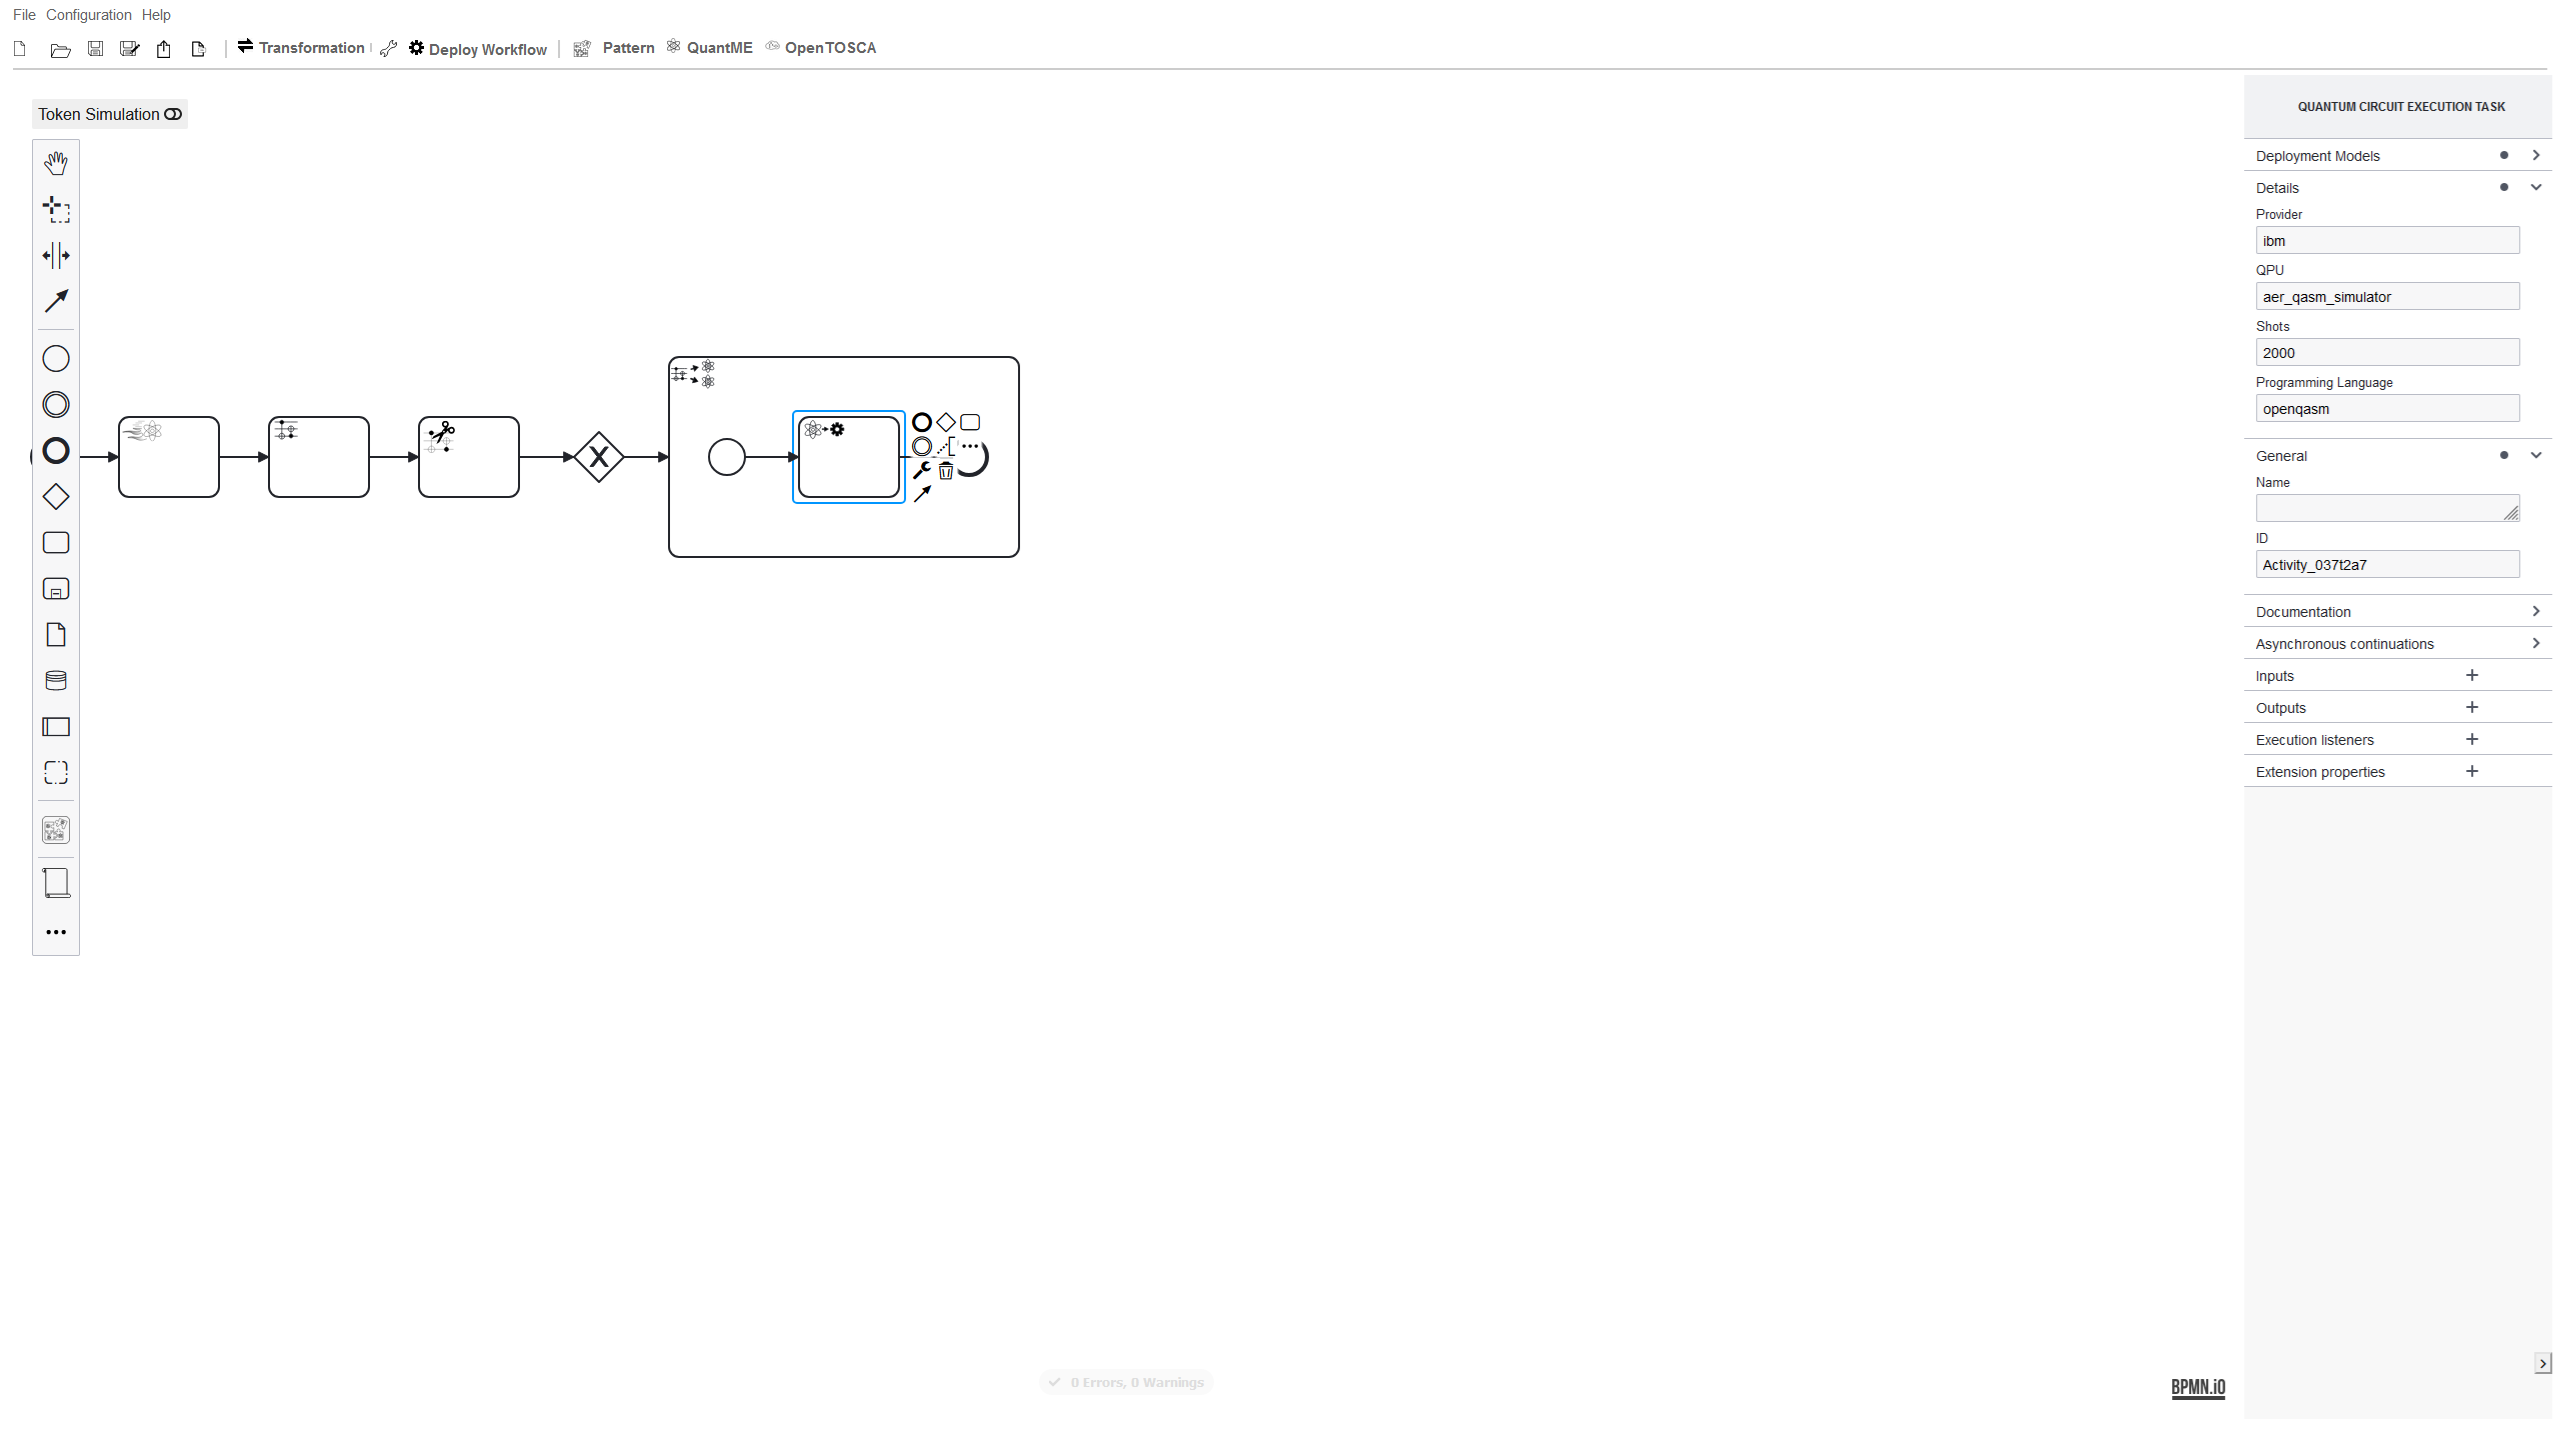 File Configuration Help
Transformation Deploy Workflow Pattern QuantME OpenTOSCA
Token Simulation
QUANTUM CIRCUIT EXECUTION TASK
Deployment Models
Details
Provider
ibm
QPU
aer_qasm_simulator
Shots
2000
Programming Language
openqasm
General
Name
ID
Activity_037t2a7
Documentation
Asynchronous continuations
Inputs
Outputs
Execution listeners
Extension properties
0 Errors, 0 Warnings
BPMN.iO